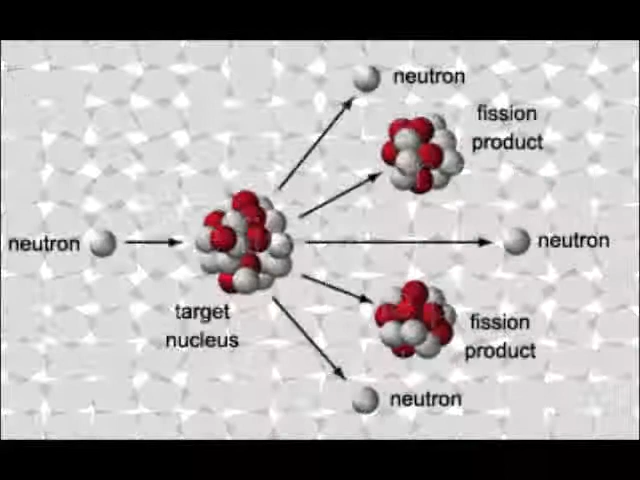 neutron
fission
product
neutron
neutron
target
nucleus
fission
product
neutron